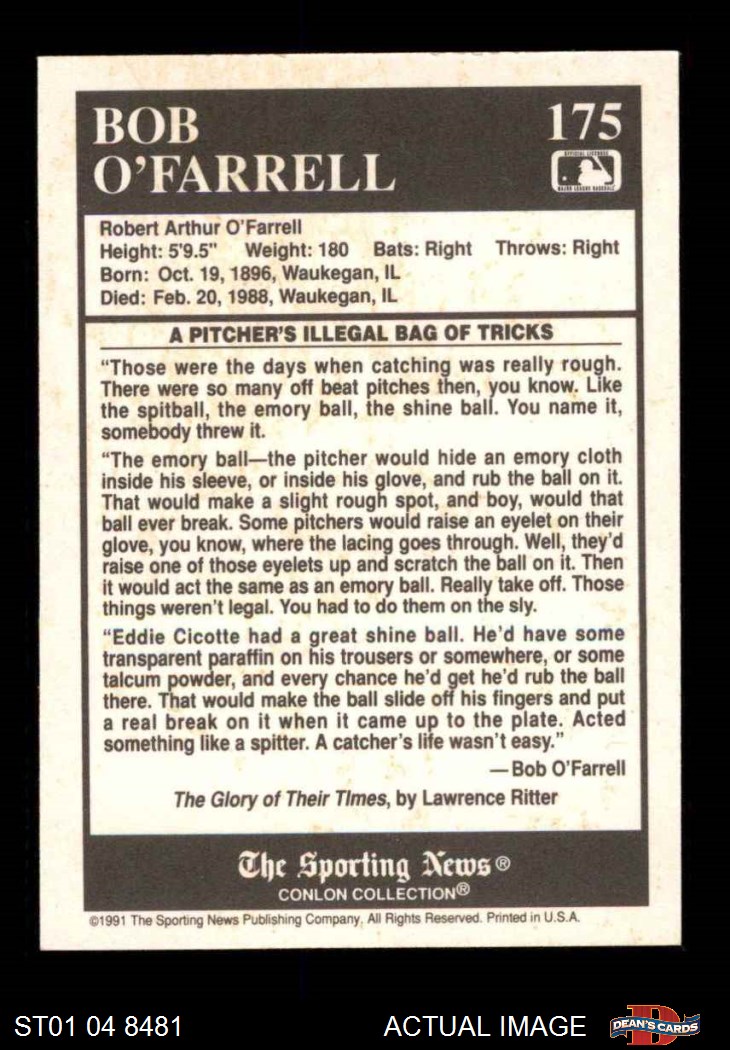 BOB
O'FARRELL
175
OFFICIAL LICENSEE
MAJOR LEAGUE BASEBALL
Robert Arthur O'Farrell
Height: 5'9.5" Weight: 180 Bats: Right Throws: Right
Born: Oct. 19, 1896, Waukegan, IL
Died: Feb. 20, 1988, Waukegan, IL
A PITCHER'S ILLEGAL BAG OF TRICKS
“Those were the days when catching was really rough.
There were so many off beat pitches then, you know. Like
the spitball, the emory ball, the shine ball. You name it,
somebody threw it.
“The emory ball—the pitcher would hide an emory cloth
inside his sleeve, or inside his glove, and rub the ball on it.
That would make a slight rough spot, and boy, would that
ball ever break. Some pitchers would raise an eyelet on their
glove, you know, where the lacing goes through. Well, they'd
raise one of those eyelets up and scratch the ball on it. Then
it would act the same as an emory ball. Really take off. Those
things weren't legal. You had to do them on the sly.
“Eddie Cicotte had a great shine ball. He'd have some
transparent paraffin on his trousers or somewhere, or some
talcum powder, and every chance he'd get he'd rub the ball
there. That would make the ball slide off his fingers and put
a real break on it when it came up to the plate. Acted
something like a spitter. A catcher's life wasn't easy.”
—Bob O'Farrell
The Glory of Their TImes, by Lawrence Ritter
The Sporting News®
CONLON COLLECTION®
©1991 The Sporting News Publishing Company. All Rights Reserved. Printed in U.S.A.
ST01 04 8481 ACTUAL IMAGE
DEAN'S CARDS